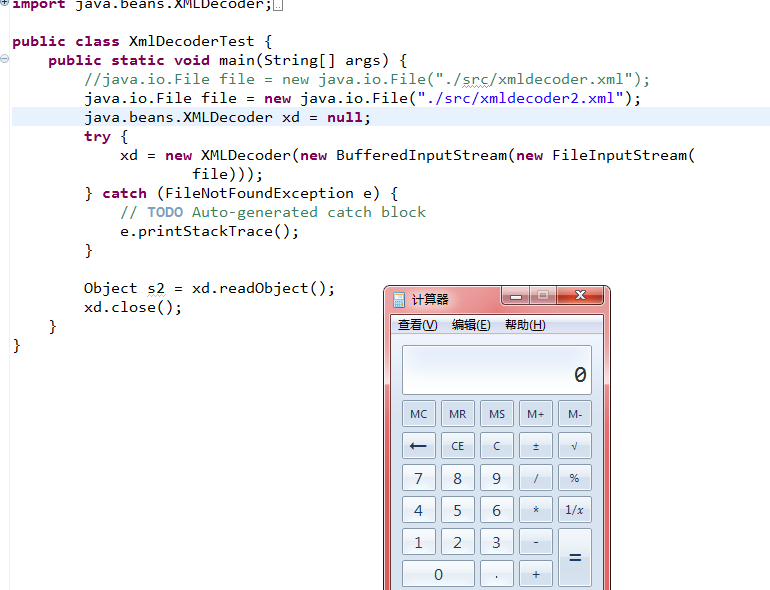 import java.beans.XMLDecoder;
public class XmlDecoderTest {
public static void main(String[] args) {
//java.io.File file = new java.io.File("./src/xmldecoder.xml");
java.io.File file = new java.io.File("./src/xmldecoder2.xml");
java.beans.XMLDecoder xd = null;
try {
xd = new XMLDecoder(new BufferedInputStream(new FileInputStream(
file)));
} catch (FileNotFoundException e) {
// TODO Auto-generated catch block
e.printStackTrace();
}
Object s2 = xd.readObject();
xd.close();
}
}
计算器
查看(V) 编辑(E) 帮助(H)
0
MC MR MS M+ M-
← CE C ± √
7 8 9 / %
4 5 6 * 1/x
1 2 3 - =
0 . +